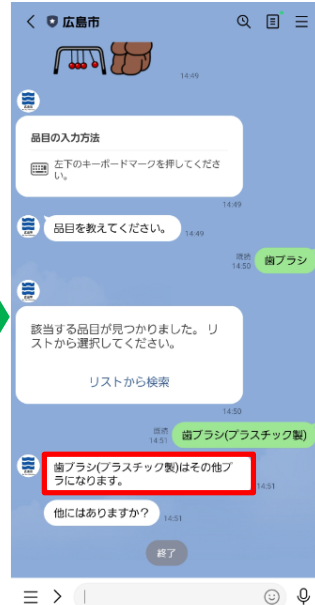 広島市
14:49
品目の入力方法
左下のキーボードマークを押してくださ
い。
14:49
品目を教えてください。
14:49
既読
14:50
歯ブラシ
該当する品目が見つかりました。リ
ストから選択してください。
リストから検索
14:50
既読
14:51
歯ブラシ(プラスチック製)
歯ブラシ(プラスチック製)はその他プ
ラになります。
14:51
他にはありますか？
14:51
終了